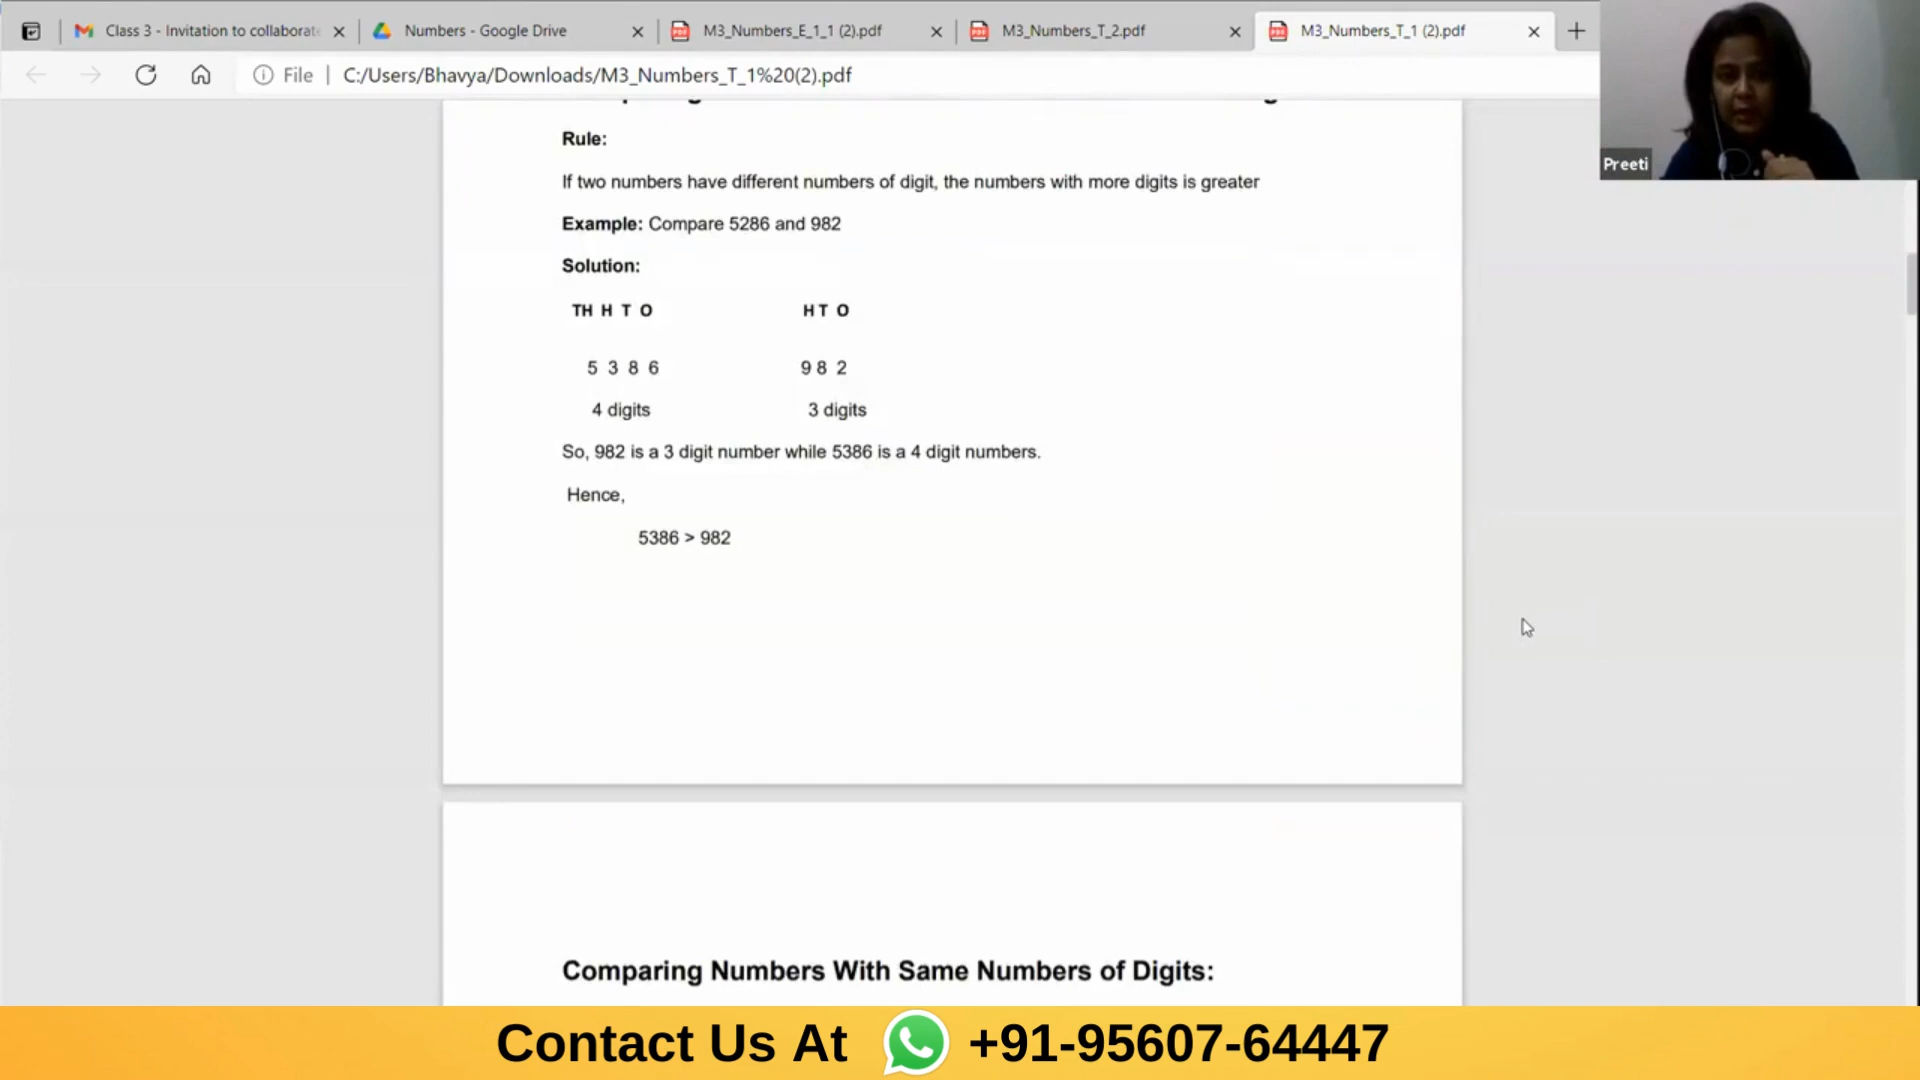 Class 3 - Invitation to collaborat
Numbers - Google Drive
M3_Numbers_E_1_1 (2).pdf
M3_Numbers_T_2.pdf
M3_Numbers_T_1 (2).pdf
File
C:/Users/Bhavya/Downloads/M3_Numbers_T_1%20(2).pdf
Preeti
Rule:
If two numbers have different numbers of digit, the numbers with more digits is greater
Example: Compare 5286 and 982
Solution:
TH H T O H T O
5 3 8 6 9 8 2
4 digits 3 digits
So, 982 is a 3 digit number while 5386 is a 4 digit numbers.
Hence,
5386 > 982
Comparing Numbers With Same Numbers of Digits:
Contact Us At +91-95607-64447